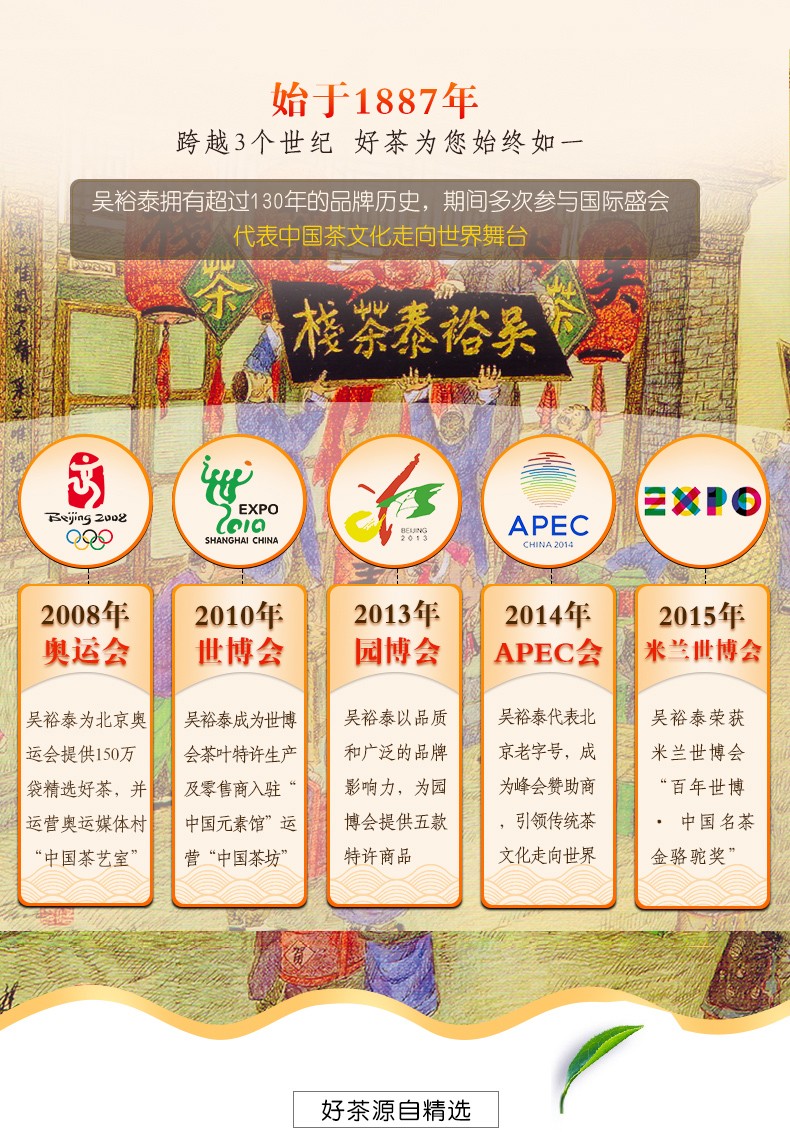 始于1887年
跨越3个世纪 好茶为您始终如一
吴裕泰拥有超过130年的品牌历史，期间多次参与国际盛会
代表中国茶文化走向世界舞台
茶
茶
吴
栈茶泰裕吴
Beijing 2008
EXPO
2010
SHANGHAI CHINA
BEIJING
2013
APEC
CHINA 2014
EXPO
2008年
奥运会
吴裕泰为北京奥
运会提供150万
袋精选好茶，并
运营奥运媒体村
“中国茶艺室”
2010年
世博会
吴裕泰成为世博
会茶叶特许生产
及零售商入驻“
中国元素馆”运
营“中国茶坊”
2013年
园博会
吴裕泰以品质
和广泛的品牌
影响力，为园
博会提供五款
特许商品
2014年
APEC会
吴裕泰代表北
京老字号，成
为峰会赞助商
，引领传统茶
文化走向世界
2015年
米兰世博会
吴裕泰荣获
米兰世博会
“百年世博
· 中国名茶
金骆驼奖”
好茶源自精选